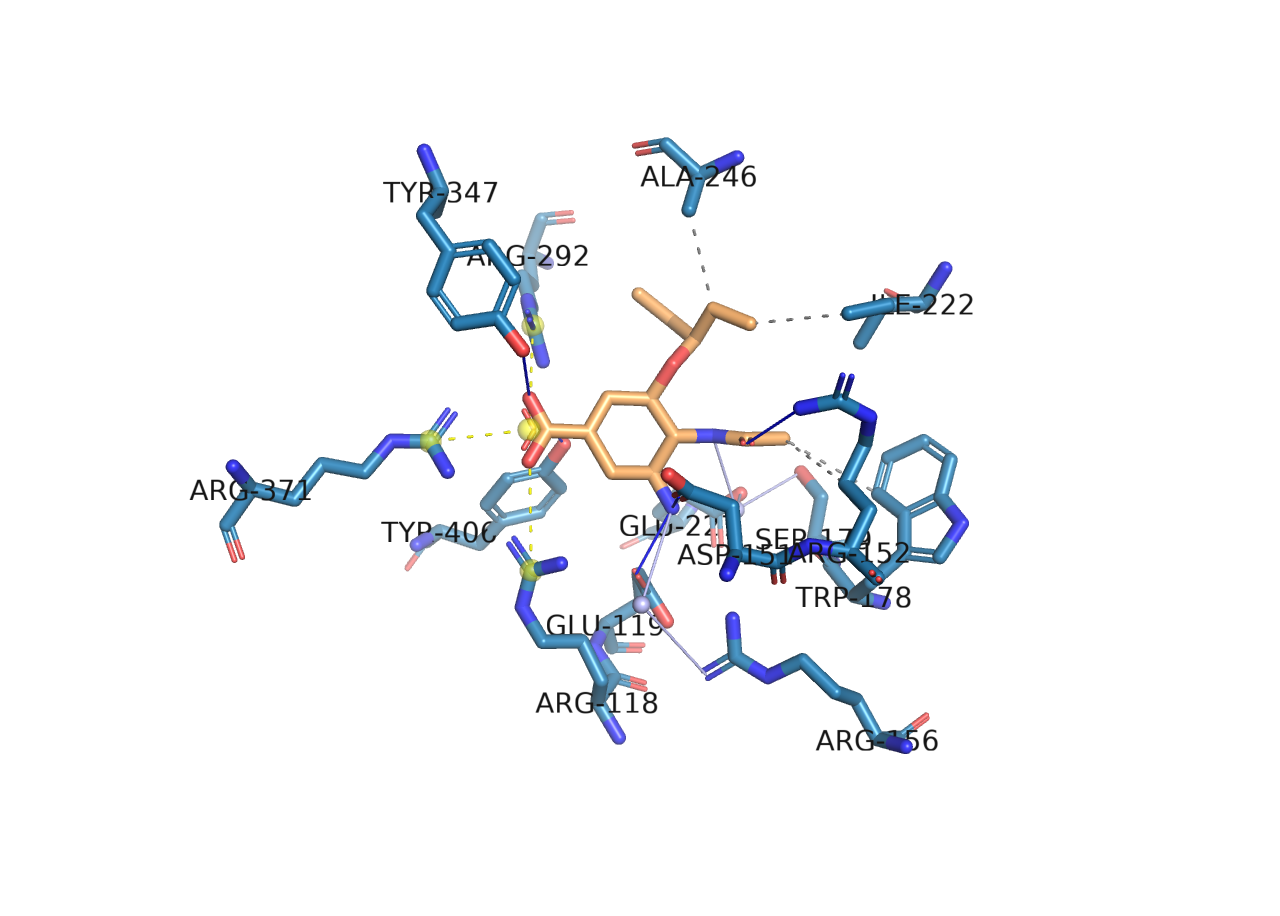 ALA-246
TYR-347
ARG-292
ILE-222
ARG-371
TYR-406
SER-179
ASP-151
ARG-152
TRP-178
GLU-119
ARG-118
ARG-156